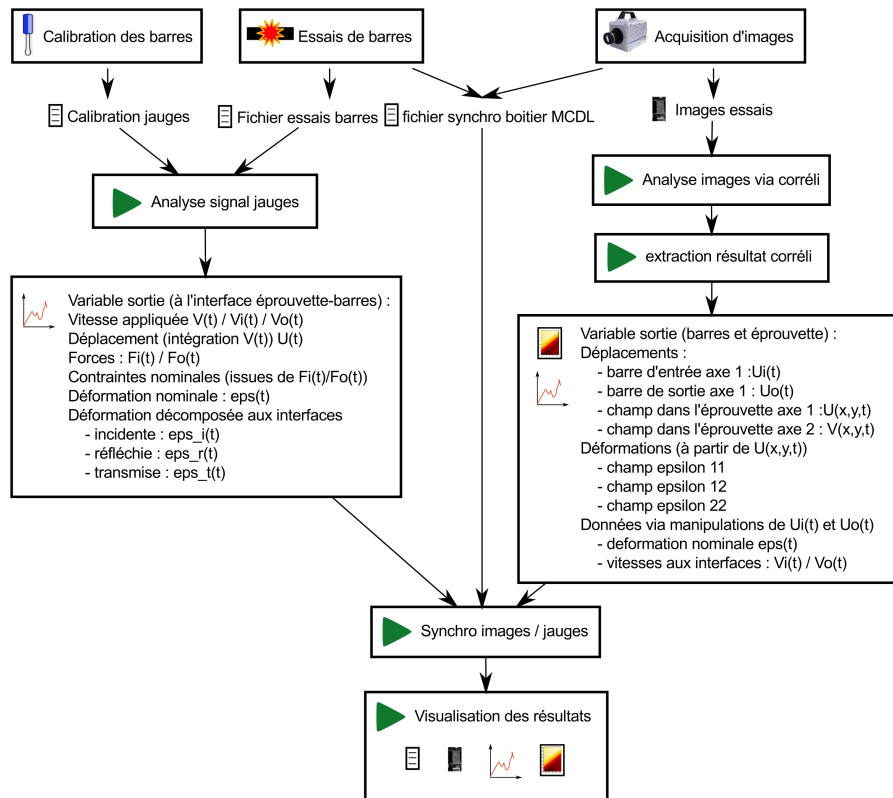 Calibration des barres
Essais de barres
Acquisition d'images
Calibration jauges
Fichier essais barres
fichier synchro boitier MCDL
Images essais
Analyse signal jauges
Analyse images via corréli
extraction résultat corréli
Variable sortie (à l'interface éprouvette-barres) :
Vitesse appliquée V(t) / Vi(t) / Vo(t)
Déplacement (intégration V(t)) U(t)
Forces : Fi(t) / Fo(t)
Contraintes nominales (issues de Fi(t)/Fo(t))
Déformation nominale : eps(t)
Déformation décomposée aux interfaces
- incidente : eps_i(t)
- réfléchie : eps_r(t)
- transmise : eps_t(t)
Variable sortie (barres et éprouvette) :
Déplacements :
- barre d'entrée axe 1 :Ui(t)
- barre de sortie axe 1 : Uo(t)
- champ dans l'éprouvette axe 1 :U(x,y,t)
- champ dans l'éprouvette axe 2 : V(x,y,t)
Déformations (à partir de U(x,y,t))
- champ epsilon 11
- champ epsilon 12
- champ epsilon 22
Données via manipulations de Ui(t) et Uo(t)
- deformation nominale eps(t)
- vitesses aux interfaces : Vi(t) / Vo(t)
Synchro images / jauges
Visualisation des résultats